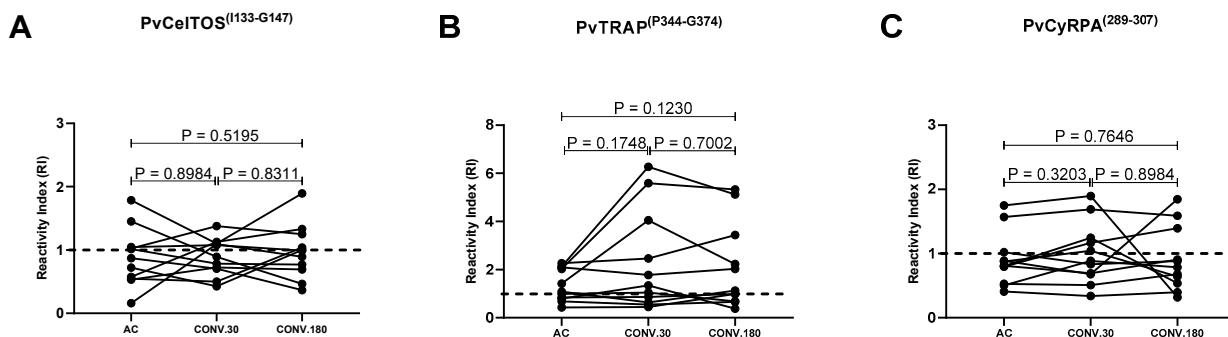 A
PvCelTOS(I133-G147)
Reactivity Index (RI)
3
2
1
0
P = 0.5195
P = 0.8984
P = 0.8311
AC
CONV.30
CONV.180
B
PvTRAP(P344-G374)
Reactivity Index (RI)
8
6
4
2
0
P = 0.1230
P = 0.1748
P = 0.7002
AC
CONV.30
CONV.180
C
PvCyRPA(289-307)
Reactivity Index (RI)
3
2
1
0
P = 0.7646
P = 0.3203
P = 0.8984
AC
CONV.30
CONV.180